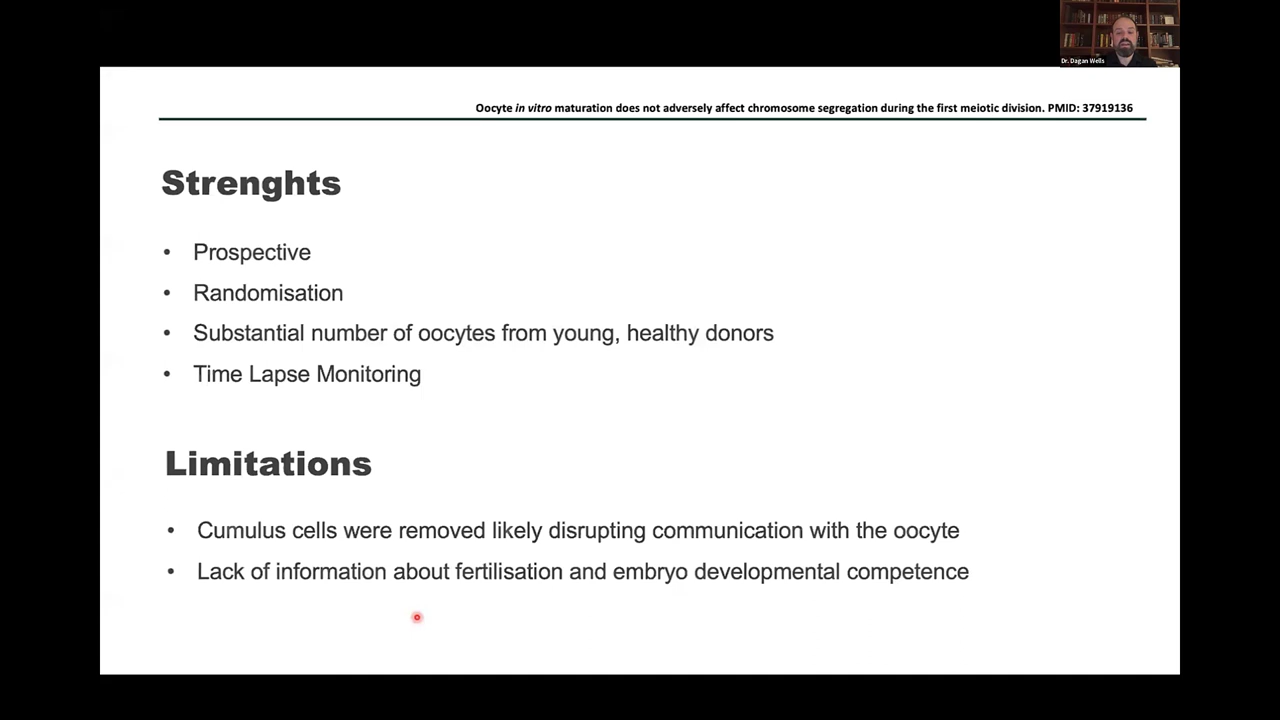 Dr. Dagan Wells
Oocyte in vitro maturation does not adversely affect chromosome segregation during the first meiotic division. PMID: 37919136
Strenghts
• Prospective
• Randomisation
• Substantial number of oocytes from young, healthy donors
• Time Lapse Monitoring
Limitations
• Cumulus cells were removed likely disrupting communication with the oocyte
• Lack of information about fertilisation and embryo developmental competence